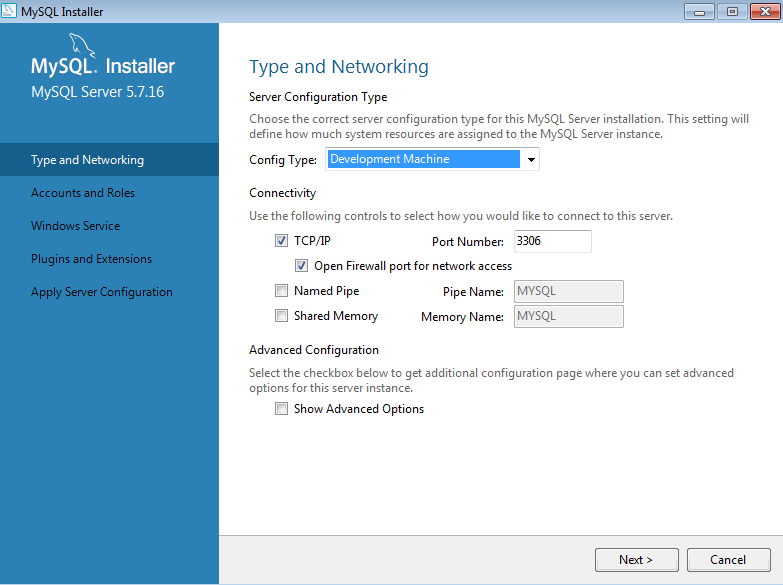 MySQL Installer
MySQL. Installer
MySQL Server 5.7.16
Type and Networking
Accounts and Roles
Windows Service
Plugins and Extensions
Apply Server Configuration
Type and Networking
Server Configuration Type
Choose the correct server configuration type for this MySQL Server installation. This setting will
define how much system resources are assigned to the MySQL Server instance.
Config Type: Development Machine
Connectivity
Use the following controls to select how you would like to connect to this server.
TCP/IP Port Number: 3306
Open Firewall port for network access
Named Pipe Pipe Name: MYSQL
Shared Memory Memory Name: MYSQL
Advanced Configuration
Select the checkbox below to get additional configuration page where you can set advanced
options for this server instance.
Show Advanced Options
Next > Cancel